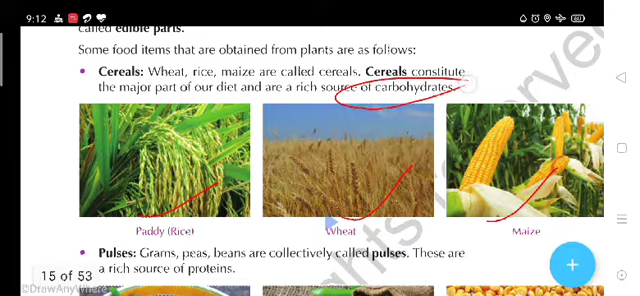 9:12
called edible parts.
Some food items that are obtained from plants are as follows:
• Cereals: Wheat, rice, maize are called cereals. Cereals constitute
the major part of our diet and are a rich source of carbohydrates.
Paddy (Rice)
Wheat
Maize
• Pulses: Grams, peas, beans are collectively called pulses. These are
a rich source of proteins.
15 of 53
©DrawAnyWhere